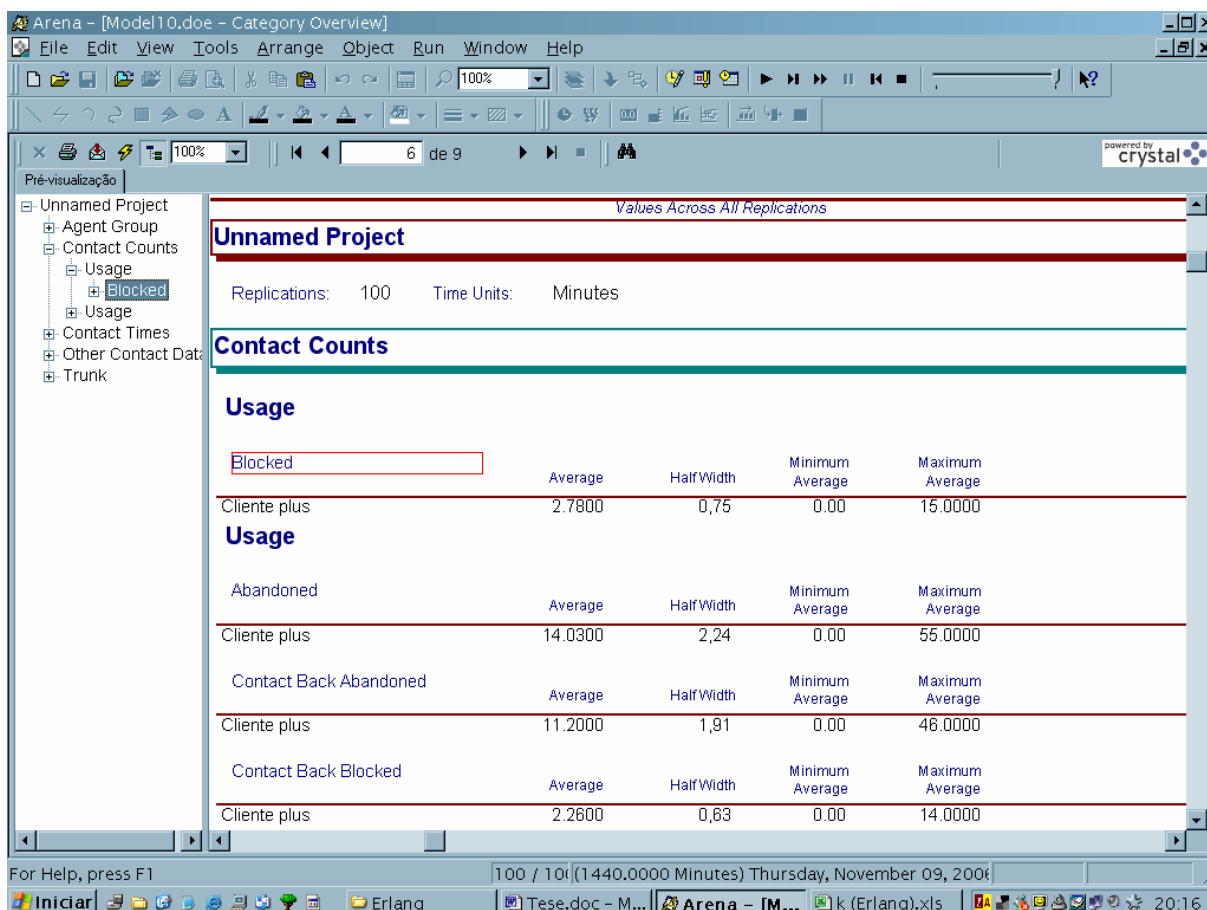 Arena - [Model10.doe - Category Overview]
File Edit View Tools Arrange Object Run Window Help
100%
100% 6 de 9
powered by crystal
Pré-visualização
Unnamed Project
Agent Group
Contact Counts
Usage
Blocked
Usage
Contact Times
Other Contact Data
Trunk
Values Across All Replications
Unnamed Project
Replications: 100 Time Units: Minutes
Contact Counts
Usage
Blocked Average Half Width Minimum Average Maximum Average
Cliente plus 2.7800 0,75 0.00 15.0000
Usage
Abandoned Average Half Width Minimum Average Maximum Average
Cliente plus 14.0300 2,24 0.00 55.0000
Contact Back Abandoned Average Half Width Minimum Average Maximum Average
Cliente plus 11.2000 1,91 0.00 46.0000
Contact Back Blocked Average Half Width Minimum Average Maximum Average
Cliente plus 2.2600 0,63 0.00 14.0000
For Help, press F1 100 / 10 (1440.0000 Minutes) Thursday, November 09, 2006
Iniciar Erlang Tese.doc - M... Arena - [M... k (Erlang).xls 20:16